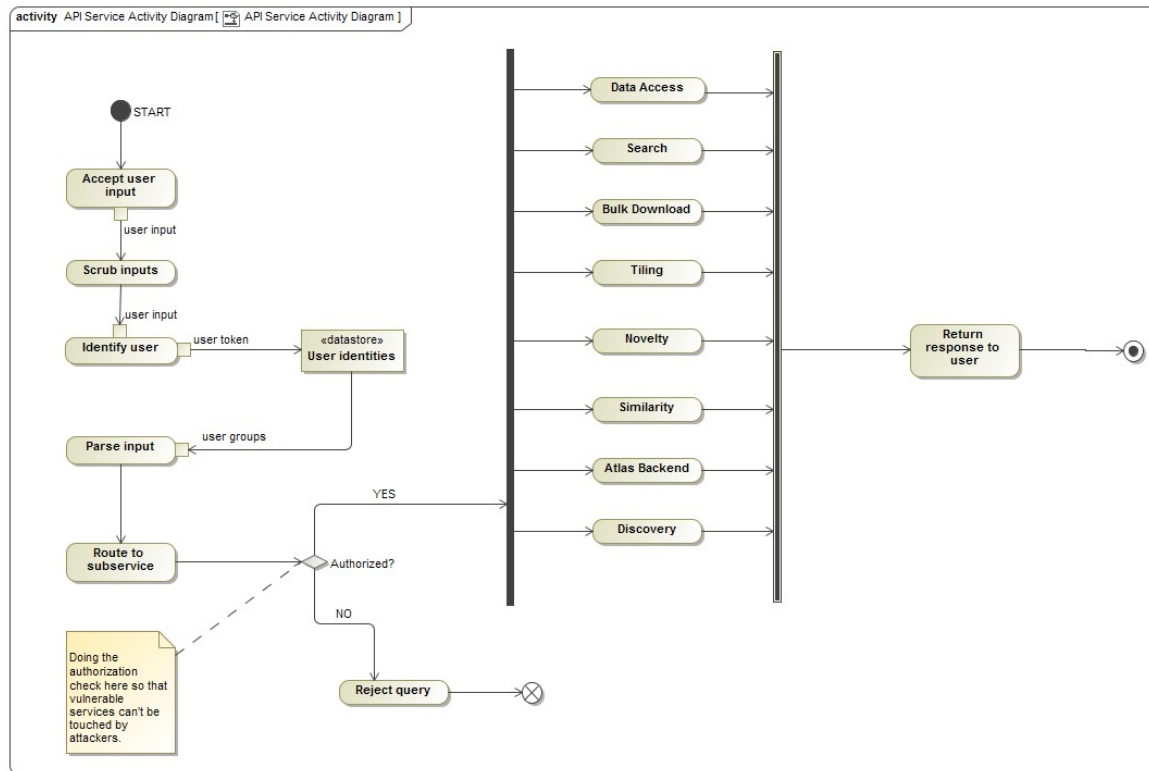 activity API Service Activity Diagram [ API Service Activity Diagram ]
START
Accept user
input
user input
Scrub inputs
user input
Identify user
user token
«datastore»
User identities
user groups
Parse input
Route to
subservice
Authorized?
YES
NO
Reject query
Doing the
authorization
check here so that
vulnerable
services can't be
touched by
attackers.
Data Access
Search
Bulk Download
Tiling
Novelty
Similarity
Atlas Backend
Discovery
Return
response to
user